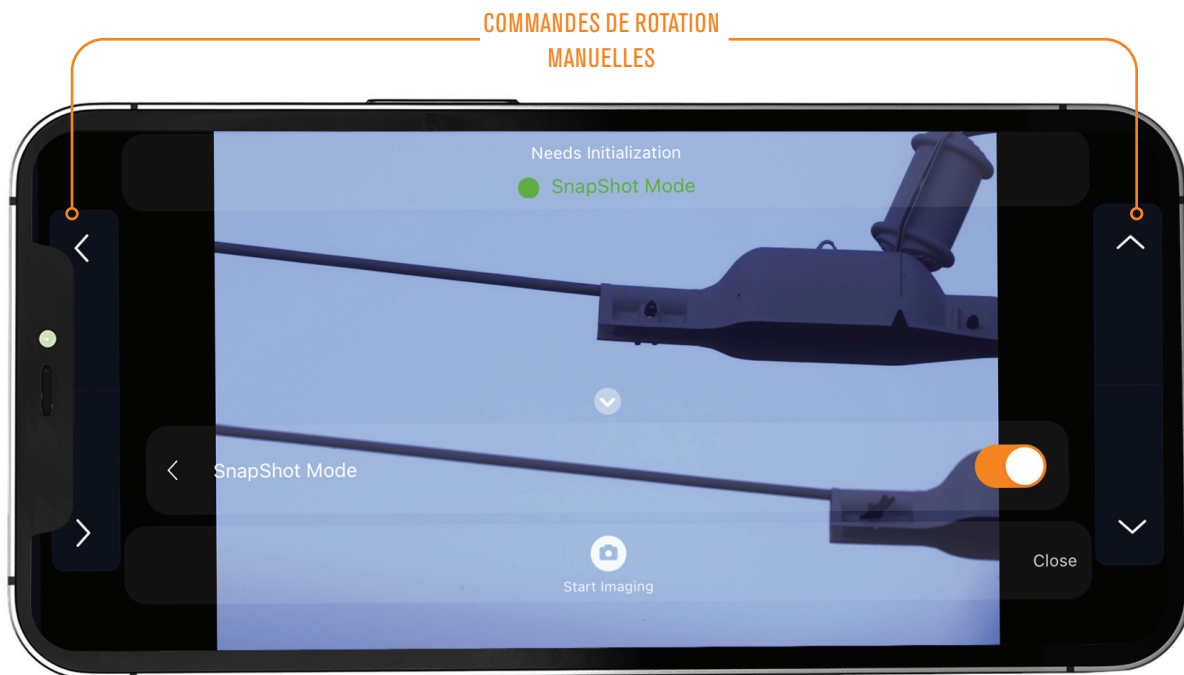 COMMANDES DE ROTATION
MANUELLES
Needs Initialization
SnapShot Mode
SnapShot Mode
Start Imaging
Close